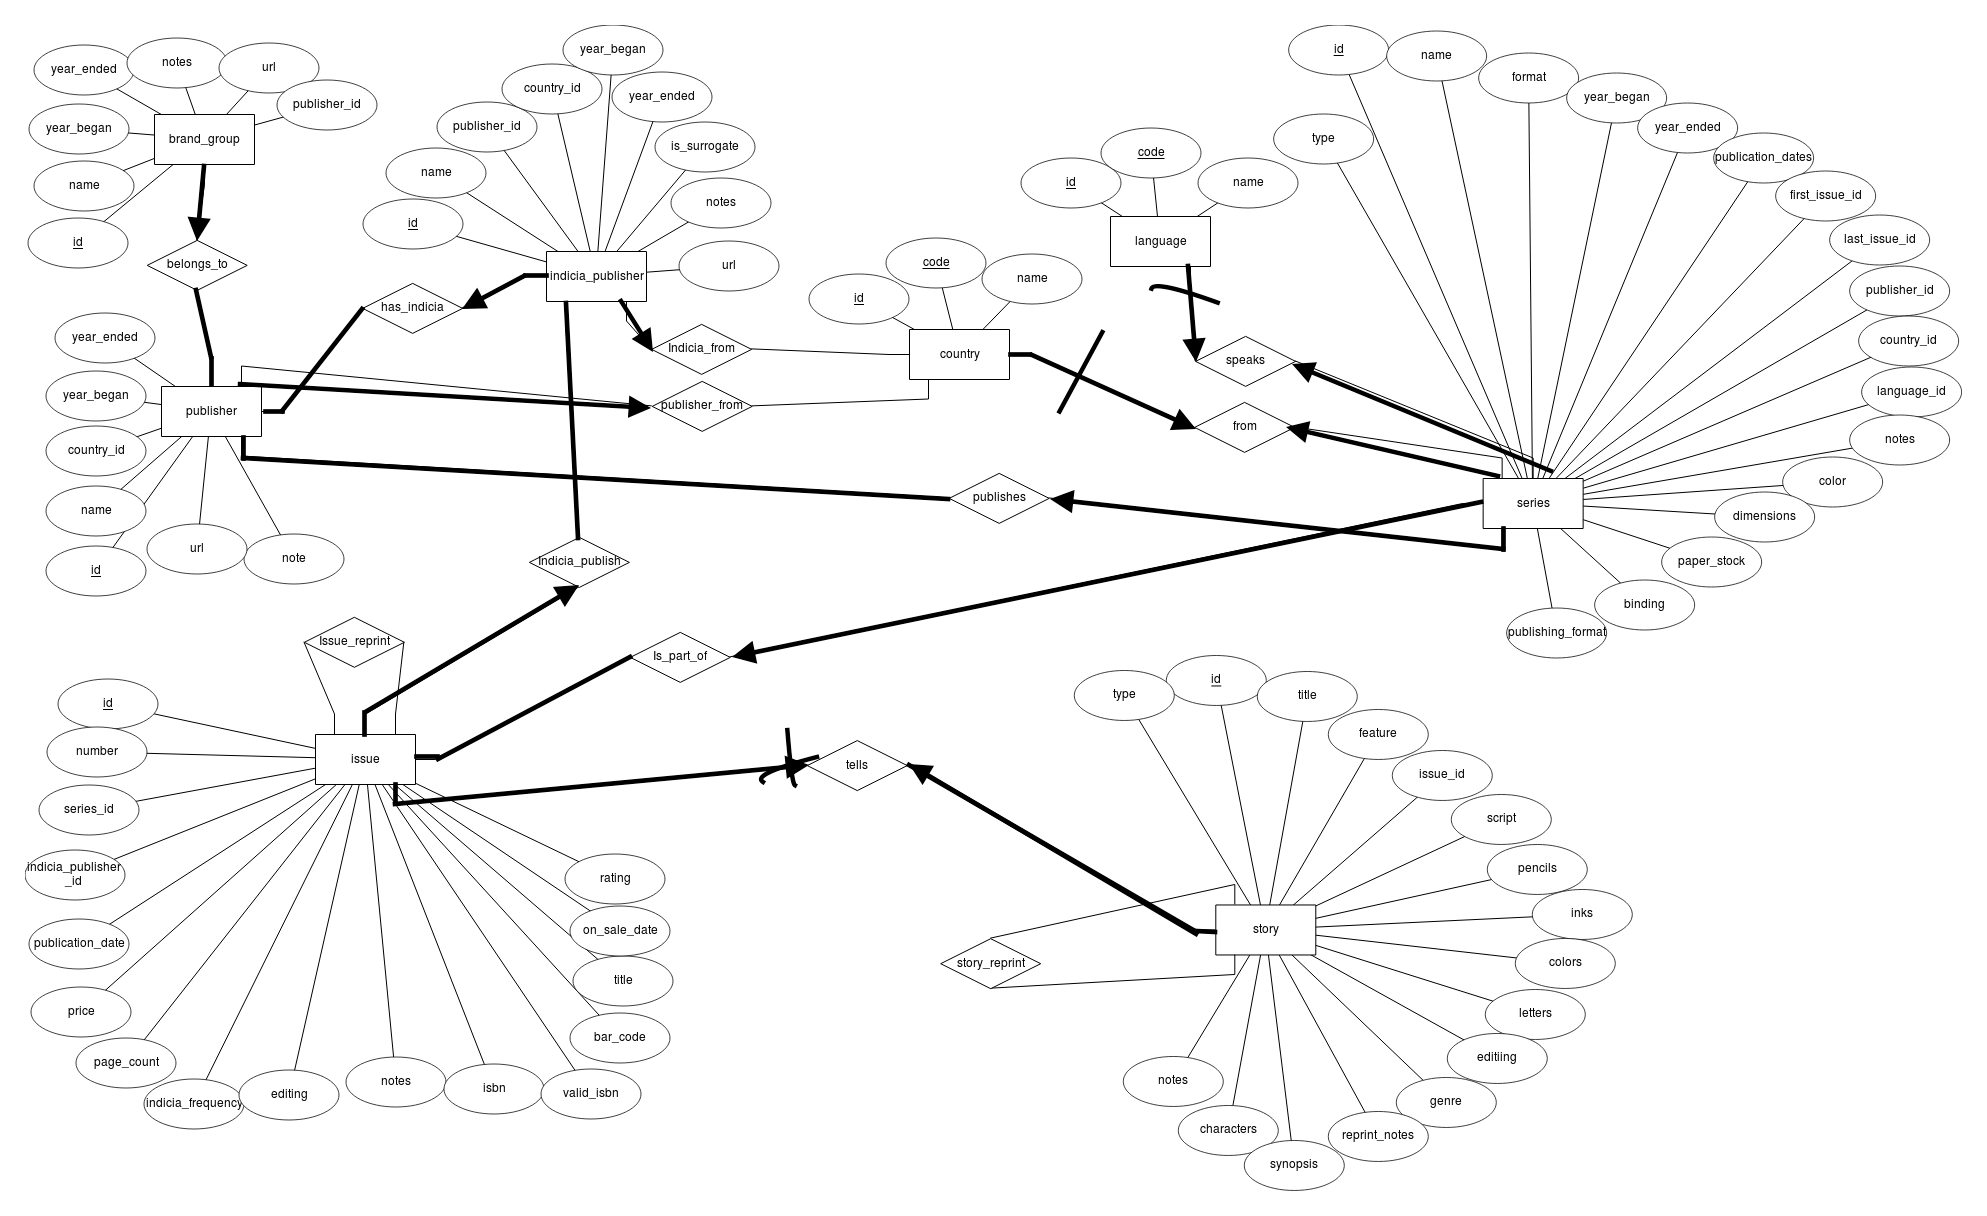 year_ended
notes
url
publisher_id
year_began
brand_group
name
id
belongs_to
year_began
country_id
year_ended
publisher_id
is_surrogate
name
notes
id
indicia_publisher
url
has_indicia
Indicia_from
publisher_from
id
code
name
country
id
code
name
language
speaks
from
id
name
format
year_began
type
year_ended
publication_dates
first_issue_id
last_issue_id
publisher_id
country_id
language_id
notes
color
dimensions
paper_stock
binding
publishing_format
series
year_ended
year_began
publisher
country_id
name
id
url
note
publishes
Indicia_publish
Issue_reprint
Is_part_of
id
number
issue
series_id
indicia_publisher
_id
publication_date
price
page_count
indicia_frequency
editing
notes
isbn
valid_isbn
bar_code
title
on_sale_date
rating
tells
type
id
title
feature
issue_id
script
pencils
inks
colors
letters
editiing
genre
reprint_notes
synopsis
characters
notes
story
story_reprint